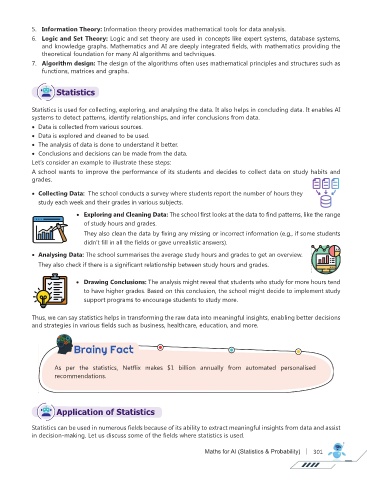 5. Information Theory: Information theory provides mathematical tools for data analysis.
6. Logic and Set Theory: Logic and set theory are used in concepts like expert systems, database systems,
and knowledge graphs. Mathematics and AI are deeply integrated fields, with mathematics providing the
theoretical foundation for many AI algorithms and techniques.
7. Algorithm design: The design of the algorithms often uses mathematical principles and structures such as
functions, matrices and graphs.
Statistics
Statistics is used for collecting, exploring, and analysing the data. It also helps in concluding data. It enables AI
systems to detect patterns, identify relationships, and infer conclusions from data.
• Data is collected from various sources.
• Data is explored and cleaned to be used.
• The analysis of data is done to understand it better.
• Conclusions and decisions can be made from the data.
Let's consider an example to illustrate these steps:
A school wants to improve the performance of its students and decides to collect data on study habits and
grades.
• Collecting Data: The school conducts a survey where students report the number of hours they
study each week and their grades in various subjects.
• Exploring and Cleaning Data: The school first looks at the data to find patterns, like the range
of study hours and grades.
They also clean the data by fixing any missing or incorrect information (e.g., if some students
didn't fill in all the fields or gave unrealistic answers).
• Analysing Data: The school summarises the average study hours and grades to get an overview.
They also check if there is a significant relationship between study hours and grades.
• Drawing Conclusions: The analysis might reveal that students who study for more hours tend
to have higher grades. Based on this conclusion, the school might decide to implement study
support programs to encourage students to study more.
Thus, we can say statistics helps in transforming the raw data into meaningful insights, enabling better decisions
and strategies in various fields such as business, healthcare, education, and more.
Brainy Fact
As per the statistics, Netflix makes $1 billion annually from automated personalised
recommendations.
Application of Statistics
Statistics can be used in numerous fields because of its ability to extract meaningful insights from data and assist
in decision-making. Let us discuss some of the fields where statistics is used.
Maths for AI (Statistics & Probability) | 301